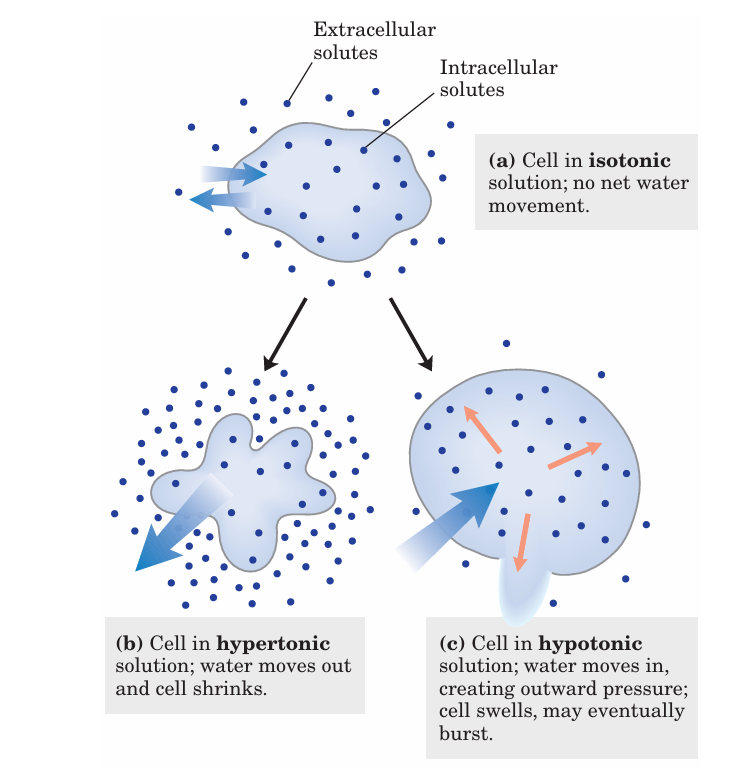 Extracellular
solutes
Intracellular
solutes
(a) Cell in isotonic
solution; no net water
movement.
(b) Cell in hypertonic
solution; water moves out
and cell shrinks.
(c) Cell in hypotonic
solution; water moves in,
creating outward pressure;
cell swells, may eventually
burst.